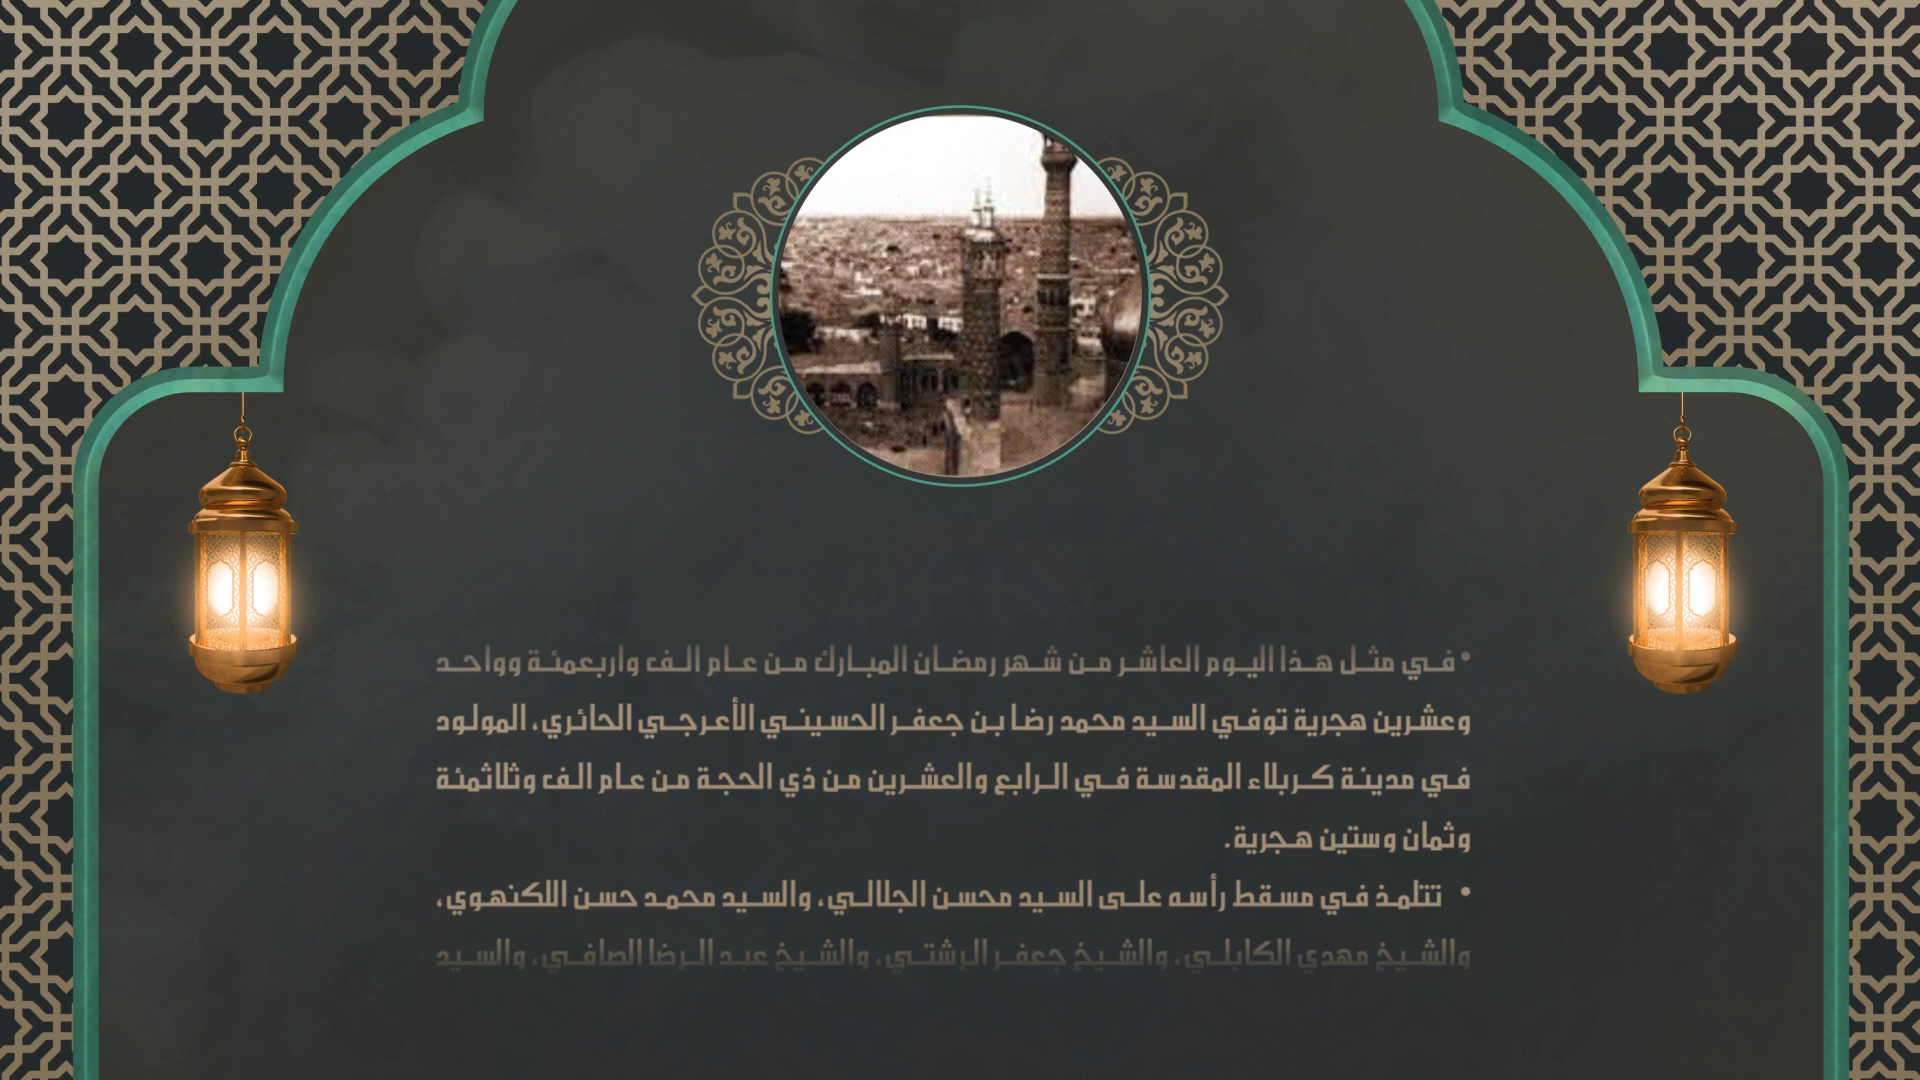 • في مثل هذا اليوم العاشر من شهر رمضان المبارك من عام الف واربعمئة وواحد
وعشرين هجرية توفي السيد محمد رضا بن جعفر الحسيني الأعرجي الحائري، المولود
في مدينة كربلاء المقدسة في الرابع والعشرين من ذي الحجة من عام الف وثلاثمئة
وثمان وستين هجرية.
• تتلمذ في مسقط رأسه على السيد محسن الجلالي، والسيد محمد حسن اللكنهوي،
والشيخ مهدي الكابلي، والشيخ جعفر الرشتي، والشيخ عبد الرضا الصافي، والسيد